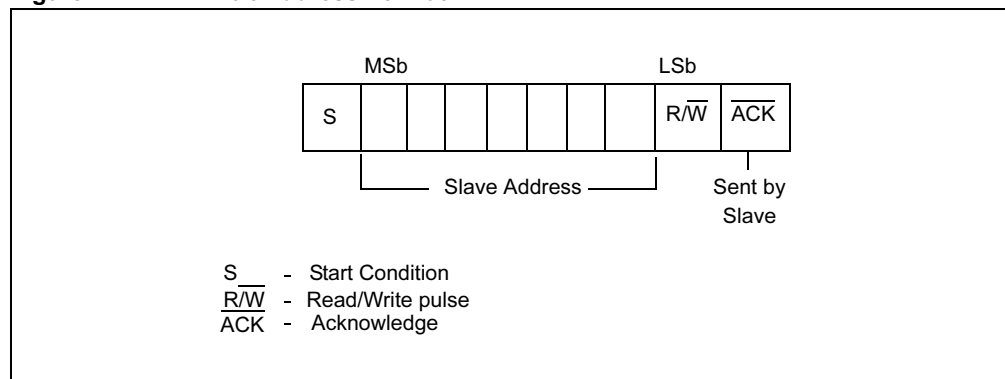 MSb LSb
S R/W ACK
Slave Address Sent by
Slave
S - Start Condition
R/W - Read/Write pulse
ACK - Acknowledge